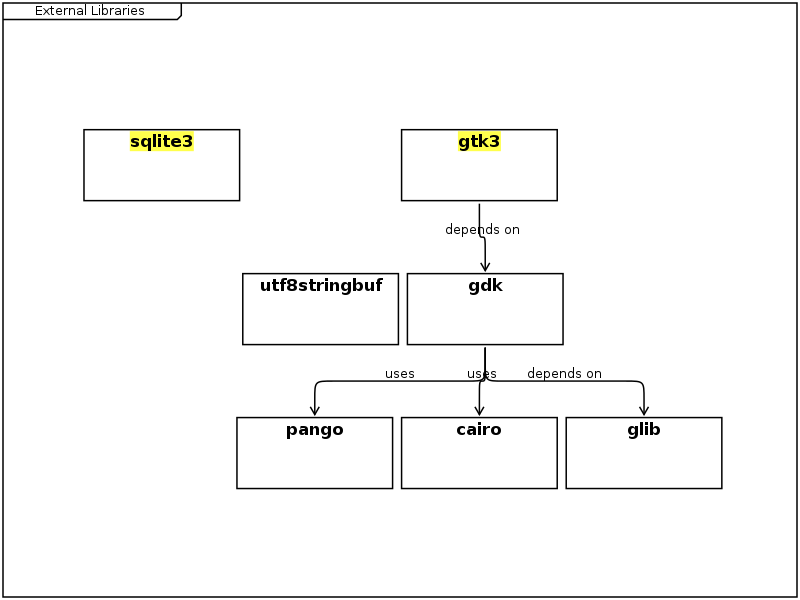 External Libraries
sqlite3
gtk3
depends on
utf8stringbuf
gdk
uses
uses
depends on
pango
cairo
glib